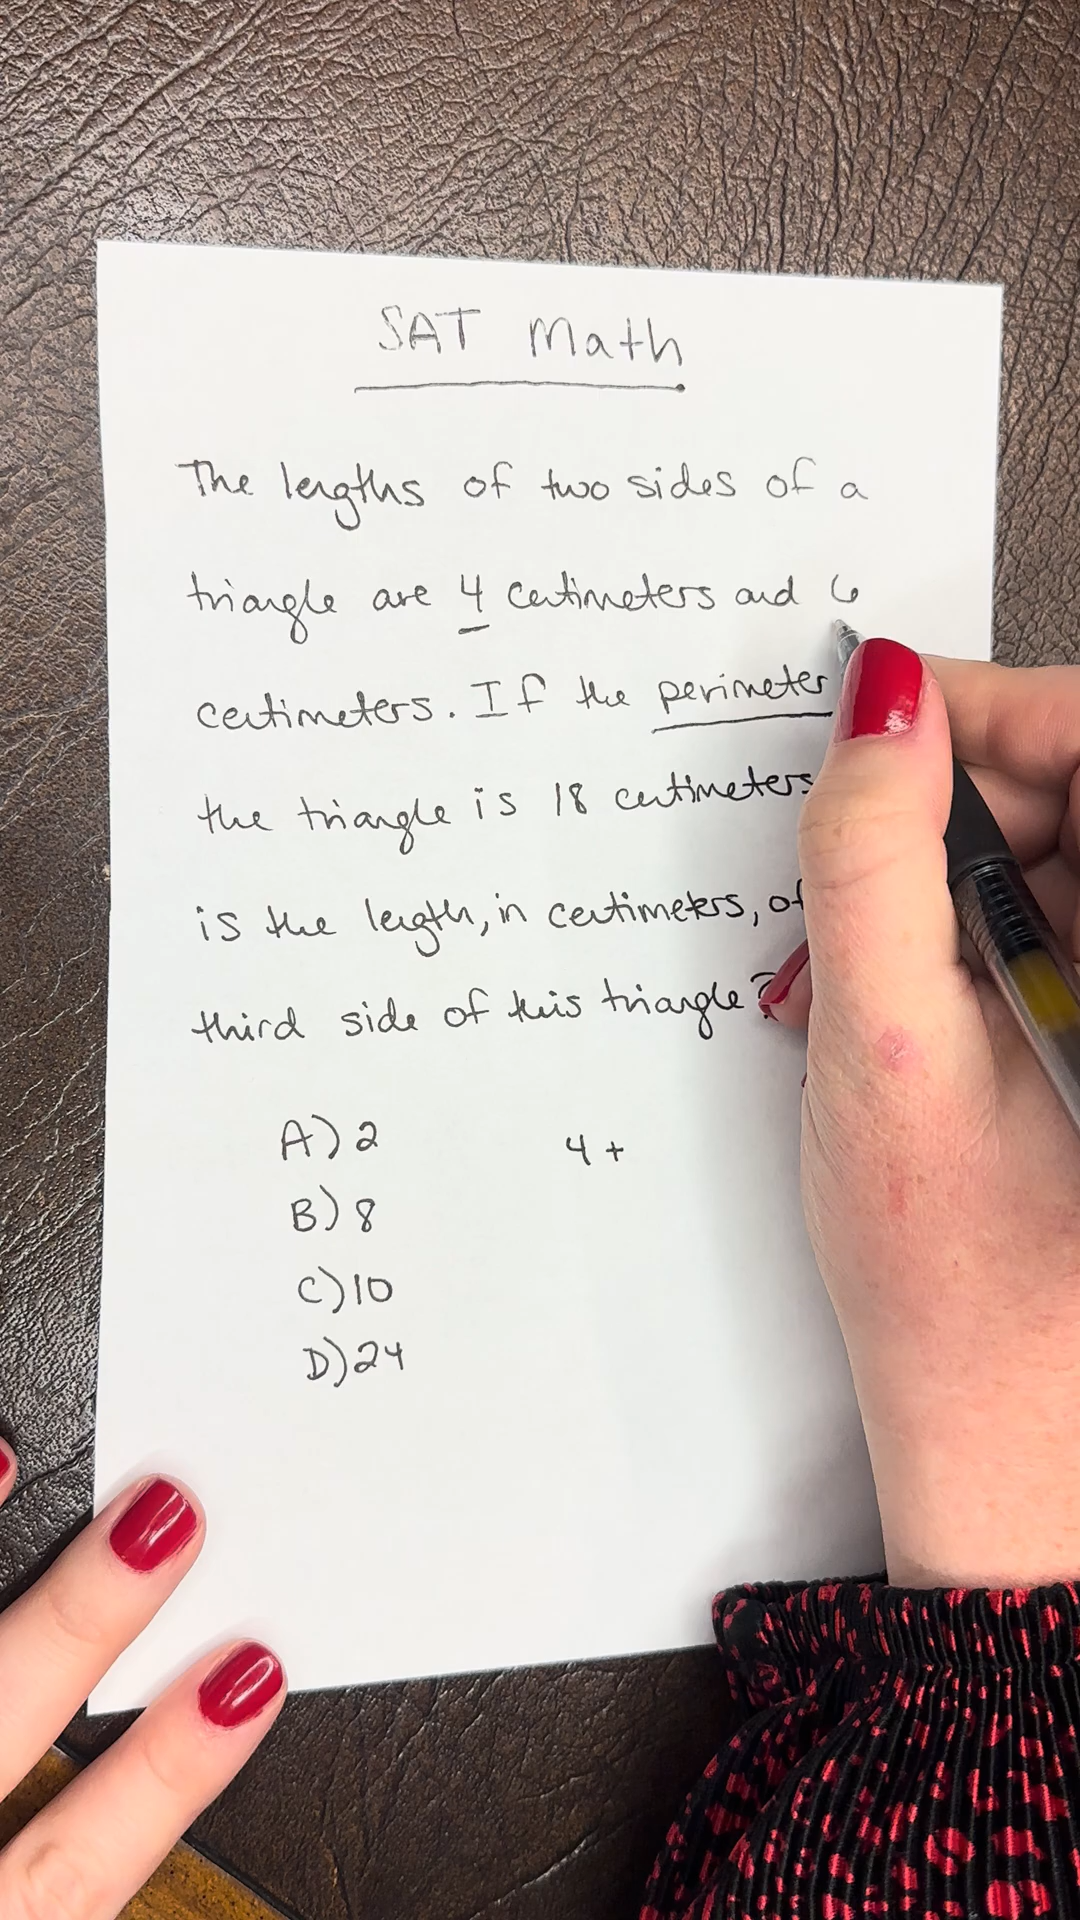 SAT Math
The lengths of two sides of a
triangle are 4 centimeters and 6
centimeters. If the perimeter
the triangle is 18 centimeters
is the length, in centimeters, of
third side of this triangle?
A) 2
B) 8
C) 10
D) 24
4 +